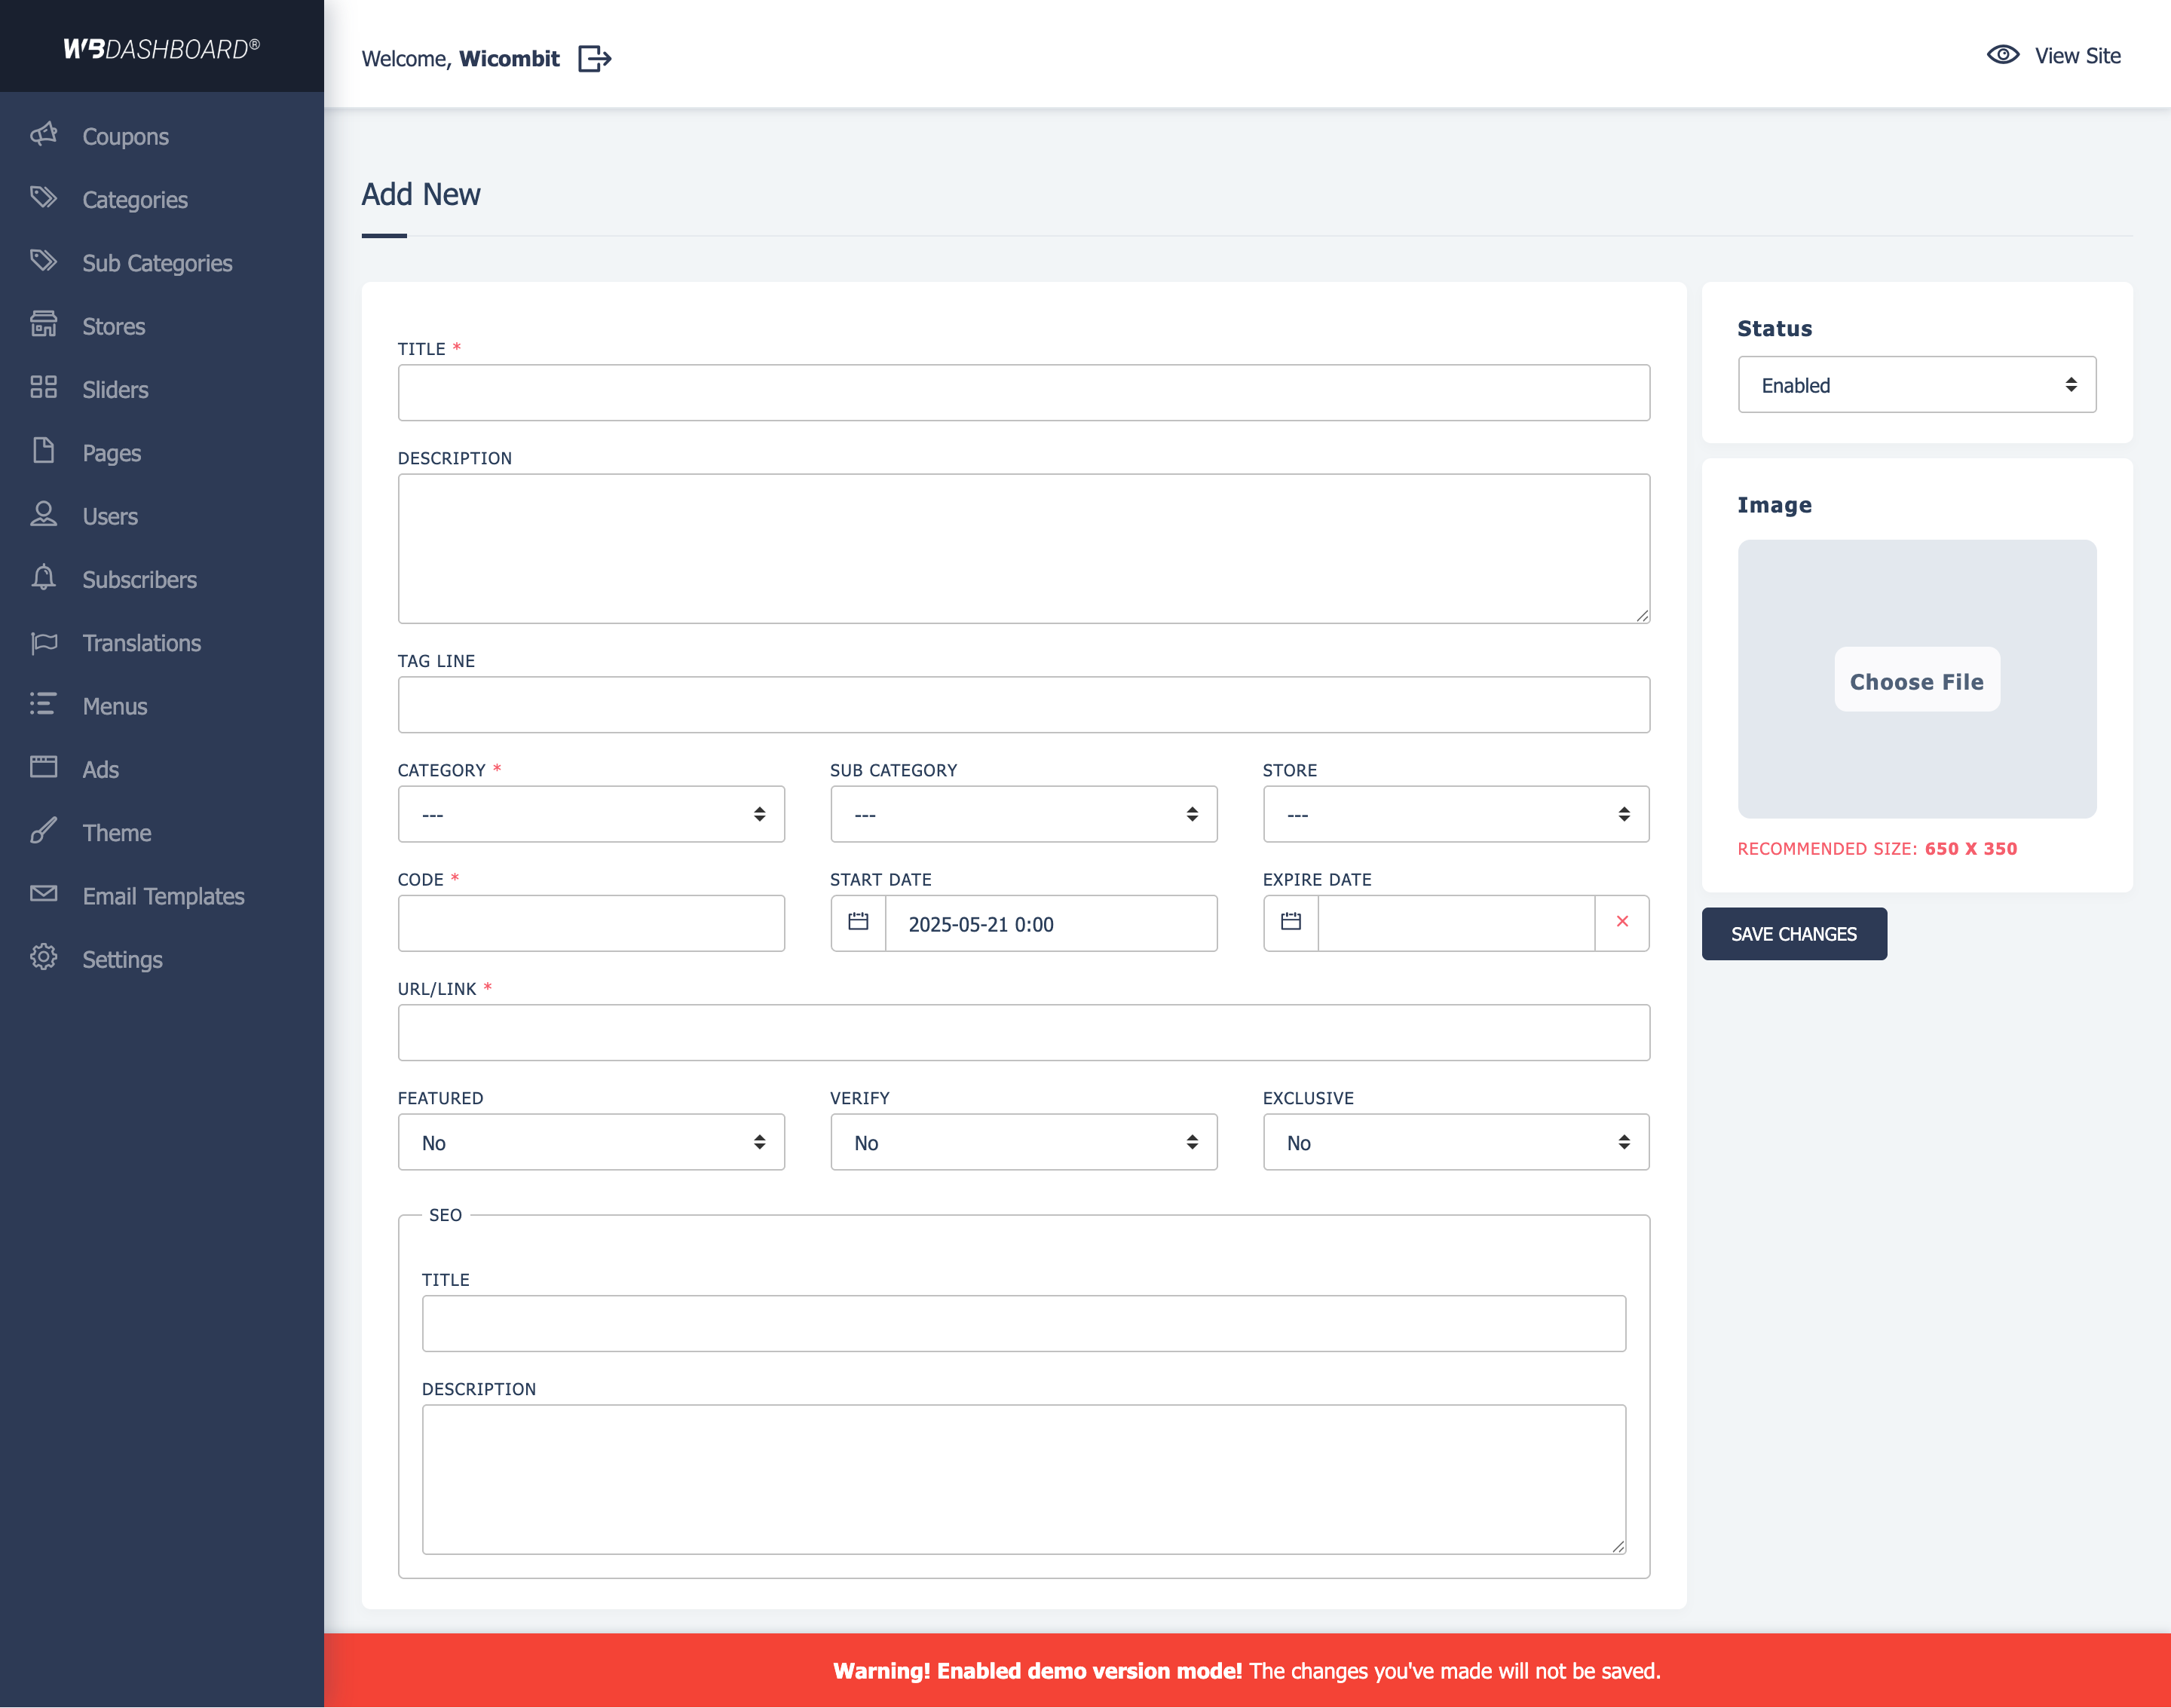 WBDASHBOARD®
Welcome, Wicombit
View Site
Coupons
Categories
Sub Categories
Stores
Sliders
Pages
Users
Subscribers
Translations
Menus
Ads
Theme
Email Templates
Settings
Add New
TITLE *
DESCRIPTION
TAG LINE
CATEGORY * SUB CATEGORY STORE
--- --- ---
CODE * START DATE EXPIRE DATE
2025-05-21 0:00
URL/LINK *
FEATURED VERIFY EXCLUSIVE
No No No
SEO
TITLE
DESCRIPTION
Status
Enabled
Image
Choose File
RECOMMENDED SIZE: 650 X 350
SAVE CHANGES
Warning! Enabled demo version mode! The changes you've made will not be saved.